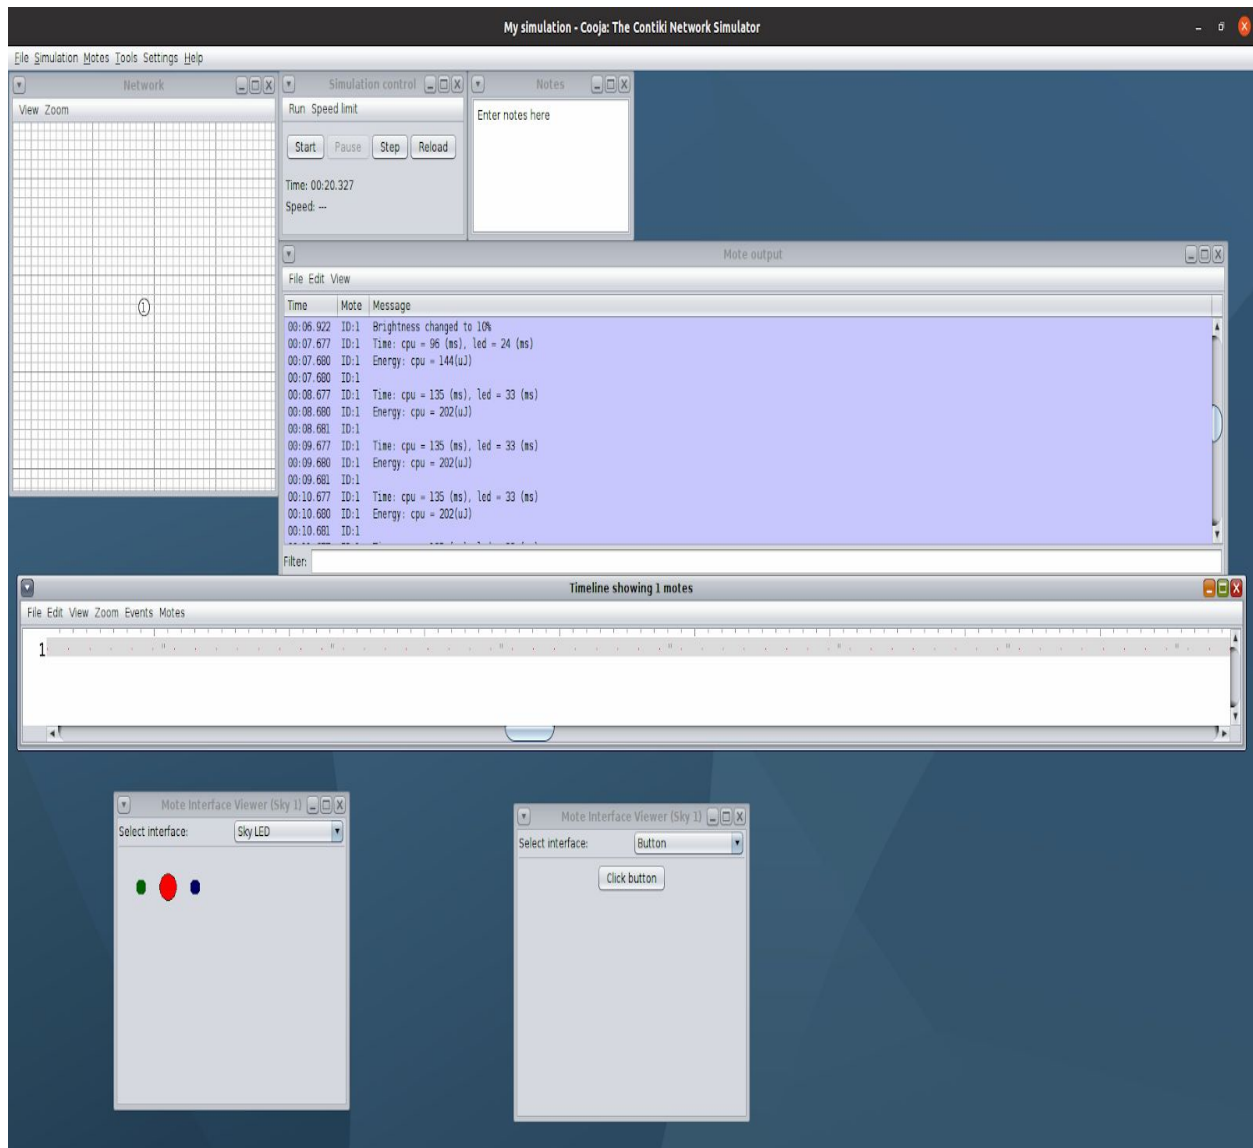 My simulation - Cooja: The Contiki Network Simulator
File Simulation Motes Tools Settings Help
Network
View Zoom
1
Simulation control
Run Speed limit
Start Pause Step Reload
Time: 00:20.327
Speed: ---
Notes
Enter notes here
Mote output
File Edit View
Time Mote Message
00:06.922 ID:1 Brightness changed to 10%
00:07.677 ID:1 Time: cpu = 96 (ms), led = 24 (ms)
00:07.680 ID:1 Energy: cpu = 144(uJ)
00:07.680 ID:1
00:08.677 ID:1 Time: cpu = 135 (ms), led = 33 (ms)
00:08.680 ID:1 Energy: cpu = 202(uJ)
00:08.681 ID:1
00:09.677 ID:1 Time: cpu = 135 (ms), led = 33 (ms)
00:09.680 ID:1 Energy: cpu = 202(uJ)
00:09.681 ID:1
00:10.677 ID:1 Time: cpu = 135 (ms), led = 33 (ms)
00:10.680 ID:1 Energy: cpu = 202(uJ)
00:10.681 ID:1
Filter:
Timeline showing 1 motes
File Edit View Zoom Events Motes
1
Mote Interface Viewer (Sky 1)
Select interface: Sky LED
Mote Interface Viewer (Sky 1)
Select interface: Button
Click button